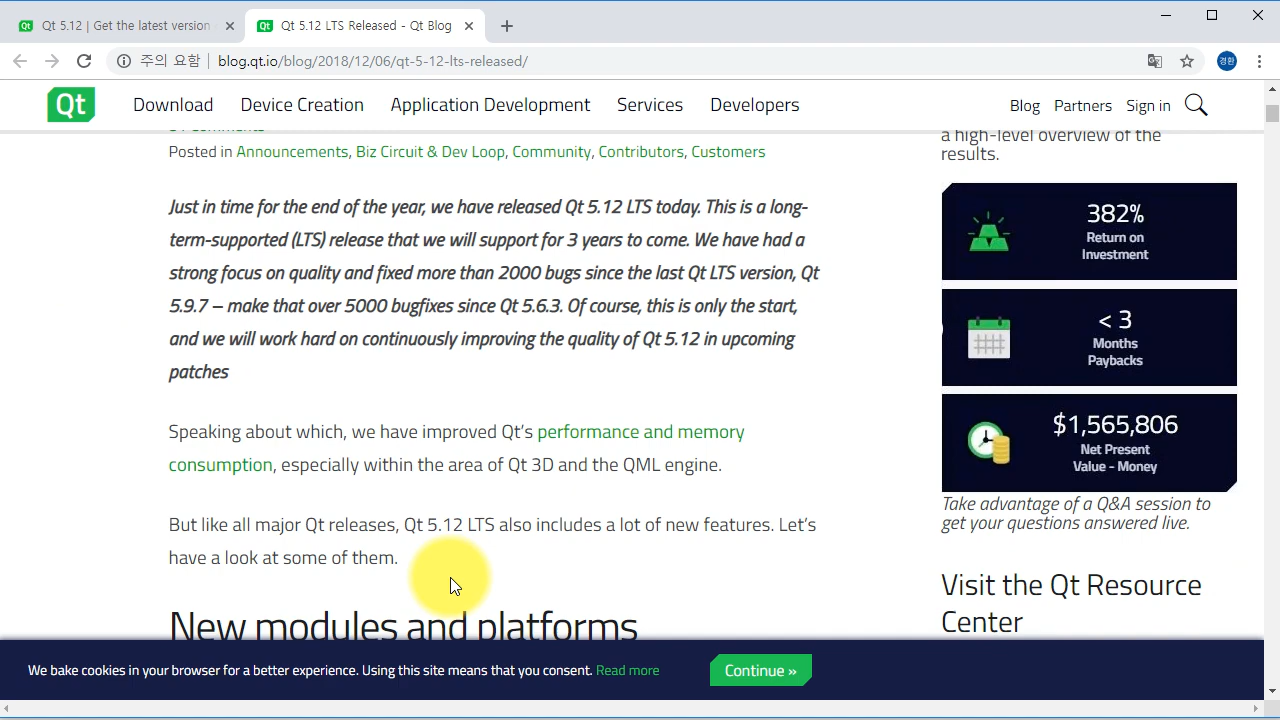 Qt 5.12 | Get the latest version
Qt 5.12 LTS Released - Qt Blog
주의 요함
blog.qt.io/blog/2018/12/06/qt-5-12-lts-released/
경환
Qt
Download
Device Creation
Application Development
Services
Developers
Blog
Partners
Sign in
Posted in Announcements, Biz Circuit & Dev Loop, Community, Contributors, Customers
Just in time for the end of the year, we have released Qt 5.12 LTS today. This is a long-
term-supported (LTS) release that we will support for 3 years to come. We have had a
strong focus on quality and fixed more than 2000 bugs since the last Qt LTS version, Qt
5.9.7 – make that over 5000 bugfixes since Qt 5.6.3. Of course, this is only the start,
and we will work hard on continuously improving the quality of Qt 5.12 in upcoming
patches
Speaking about which, we have improved Qt’s performance and memory
consumption, especially within the area of Qt 3D and the QML engine.
But like all major Qt releases, Qt 5.12 LTS also includes a lot of new features. Let’s
have a look at some of them.
New modules and platforms
a high-level overview of the
results.
382%
Return on
Investment
< 3
Months
Paybacks
$1,565,806
Net Present
Value - Money
Take advantage of a Q&A session to
get your questions answered live.
Visit the Qt Resource
Center
We bake cookies in your browser for a better experience. Using this site means that you consent. Read more
Continue »